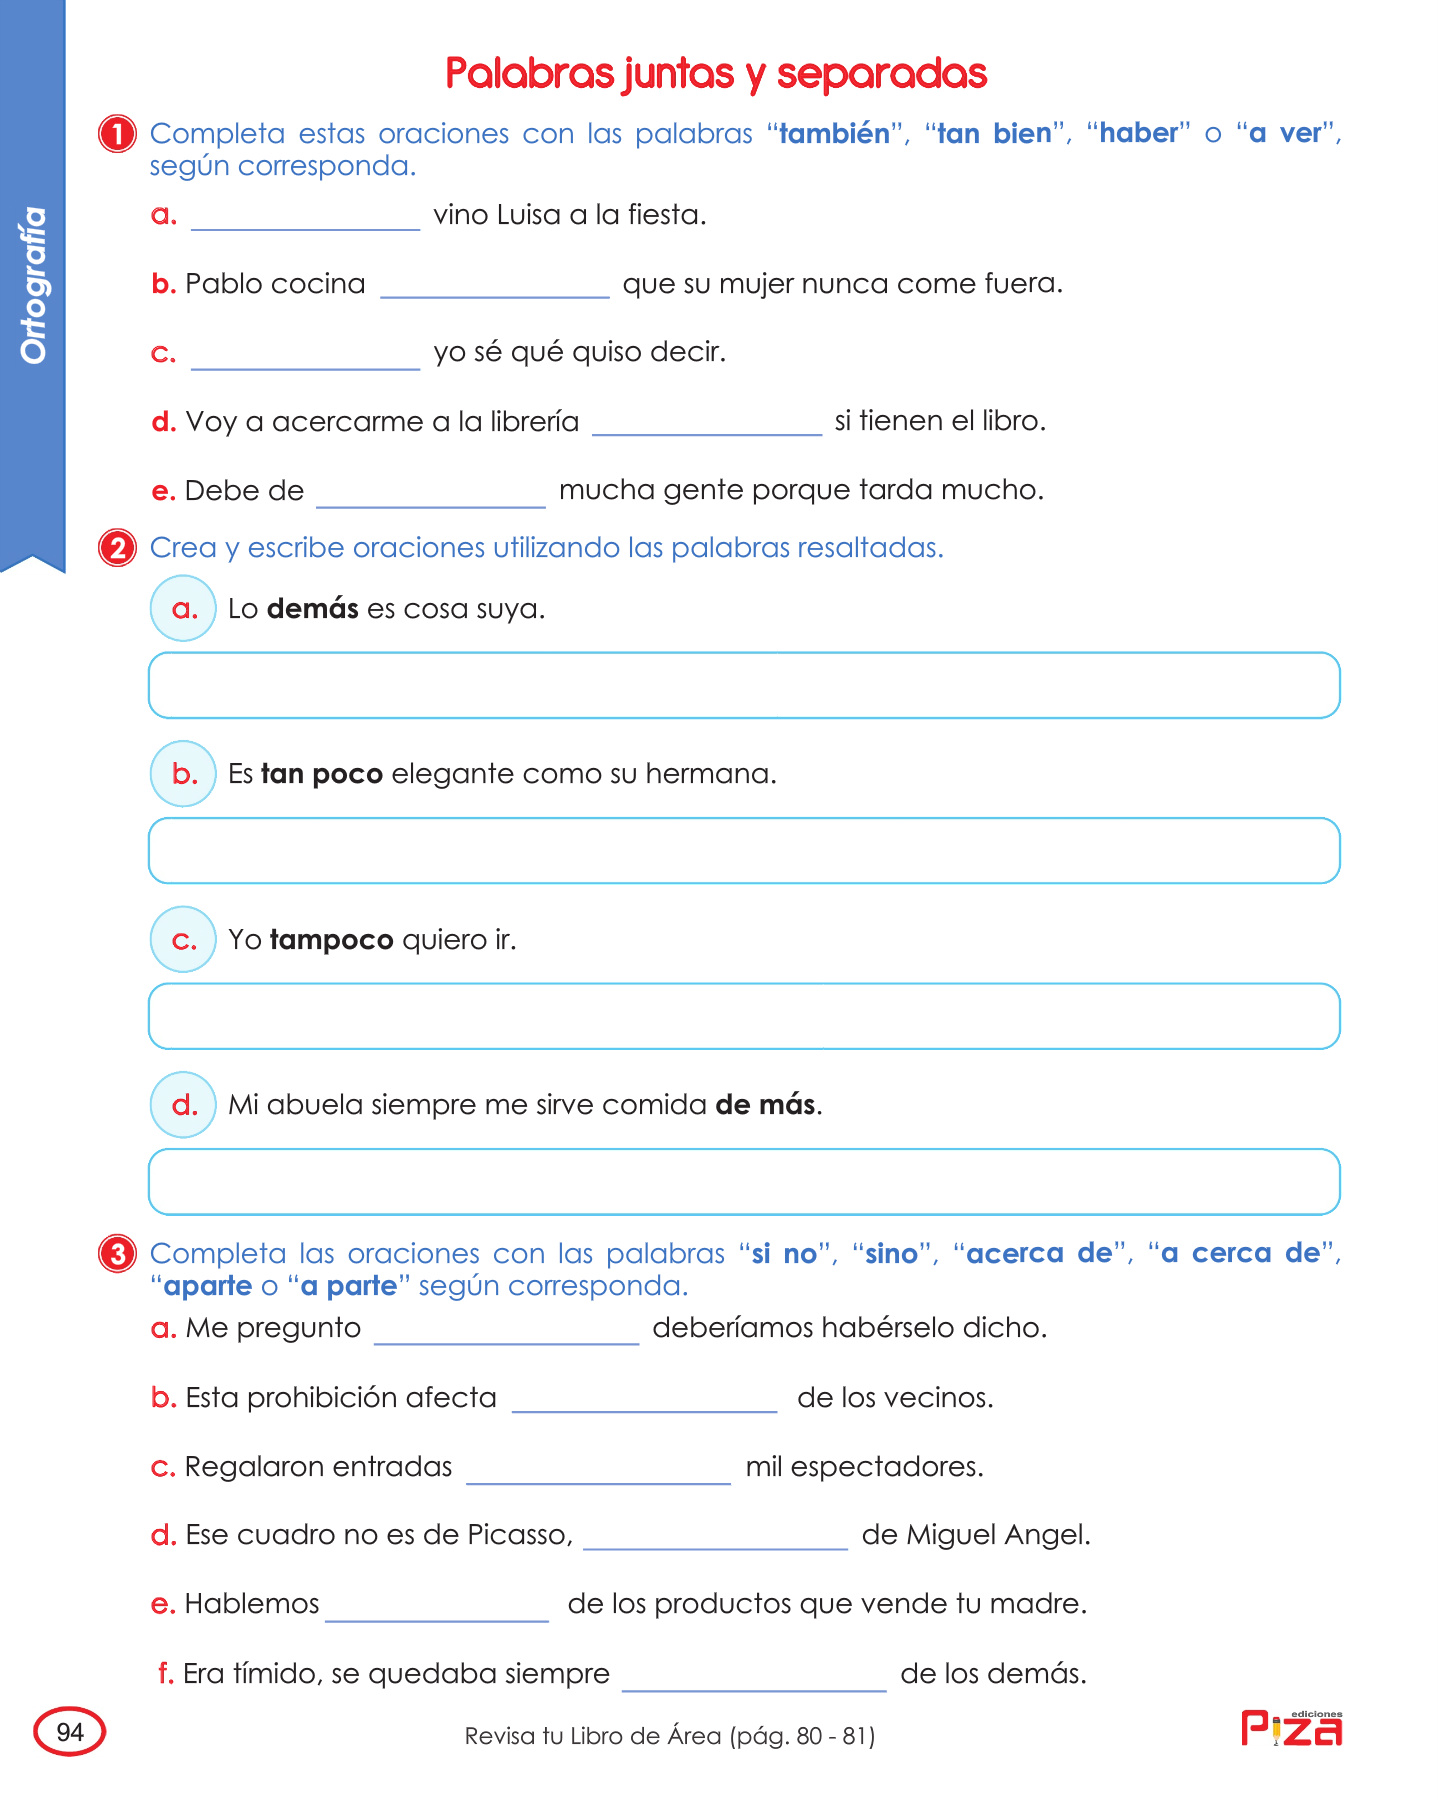 Palabras juntas y separadas
Ortografía
1 Completa estas oraciones con las palabras “también”, “tan bien”, “haber” o “a ver”,
según corresponda.
a. ______________ vino Luisa a la fiesta.
b. Pablo cocina ______________ que su mujer nunca come fuera.
c. ______________ yo sé qué quiso decir.
d. Voy a acercarme a la librería ______________ si tienen el libro.
e. Debe de ______________ mucha gente porque tarda mucho.
2 Crea y escribe oraciones utilizando las palabras resaltadas.
a. Lo demás es cosa suya.
b. Es tan poco elegante como su hermana.
c. Yo tampoco quiero ir.
d. Mi abuela siempre me sirve comida de más.
3 Completa las oraciones con las palabras “si no”, “sino”, “acerca de”, “a cerca de”,
“aparte o “a parte” según corresponda.
a. Me pregunto ______________ deberíamos habérselo dicho.
b. Esta prohibición afecta ______________ de los vecinos.
c. Regalaron entradas ______________ mil espectadores.
d. Ese cuadro no es de Picasso, ______________ de Miguel Angel.
e. Hablemos ______________ de los productos que vende tu madre.
f. Era tímido, se quedaba siempre ______________ de los demás.
94
Revisa tu Libro de Área (pág. 80 - 81)
ediciones
Piza